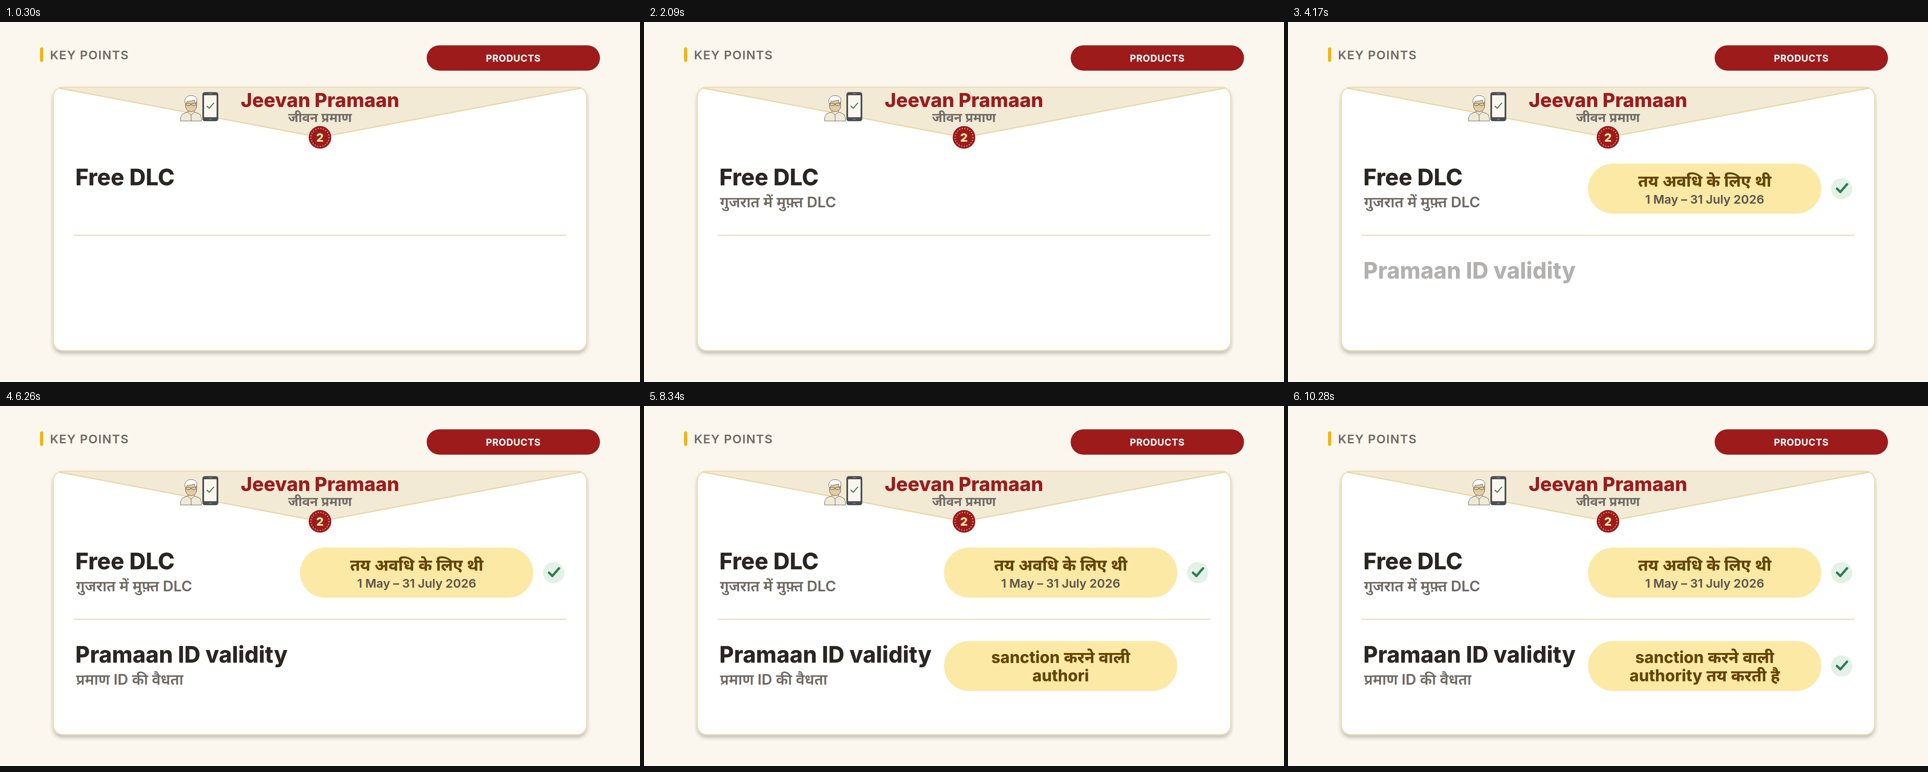 1. 0.30s
KEY POINTS
PRODUCTS
Jeevan Pramaan
जीवन प्रमाण
2
Free DLC
2. 2.09s
KEY POINTS
PRODUCTS
Jeevan Pramaan
जीवन प्रमाण
2
Free DLC
गुजरात में मुफ़्त DLC
3. 4.17s
KEY POINTS
PRODUCTS
Jeevan Pramaan
जीवन प्रमाण
2
Free DLC
गुजरात में मुफ़्त DLC
तय अवधि के लिए थी
1 May – 31 July 2026
Pramaan ID validity
4. 6.26s
KEY POINTS
PRODUCTS
Jeevan Pramaan
जीवन प्रमाण
2
Free DLC
गुजरात में मुफ़्त DLC
तय अवधि के लिए थी
1 May – 31 July 2026
Pramaan ID validity
प्रमाण ID की वैधता
5. 8.34s
KEY POINTS
PRODUCTS
Jeevan Pramaan
जीवन प्रमाण
2
Free DLC
गुजरात में मुफ़्त DLC
तय अवधि के लिए थी
1 May – 31 July 2026
Pramaan ID validity
प्रमाण ID की वैधता
sanction करने वाली
authori
6. 10.28s
KEY POINTS
PRODUCTS
Jeevan Pramaan
जीवन प्रमाण
2
Free DLC
गुजरात में मुफ़्त DLC
तय अवधि के लिए थी
1 May – 31 July 2026
Pramaan ID validity
प्रमाण ID की वैधता
sanction करने वाली
authority तय करती है